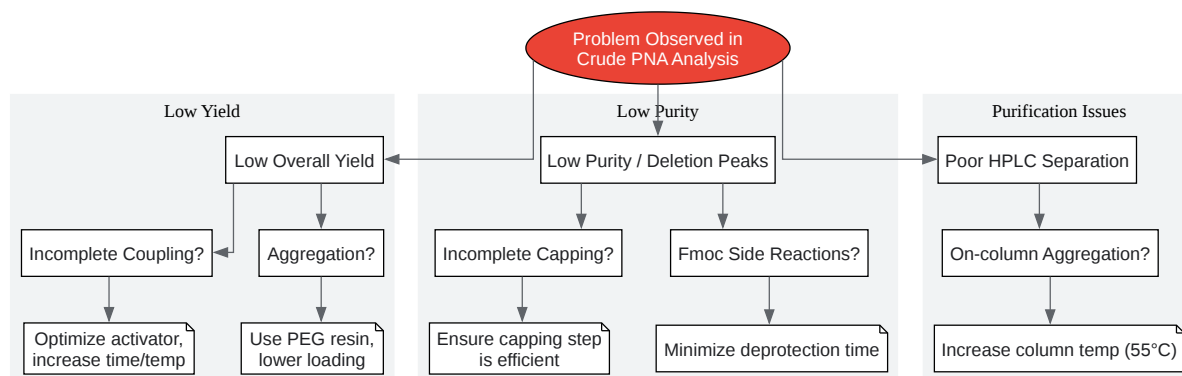 Problem Observed in
Crude PNA Analysis
Low Yield
Low Purity
Purification Issues
Low Overall Yield
Low Purity / Deletion Peaks
Poor HPLC Separation
Incomplete Coupling?
Aggregation?
Incomplete Capping?
Fmoc Side Reactions?
On-column Aggregation?
Optimize activator,
increase time/temp
Use PEG resin,
lower loading
Ensure capping step
is efficient
Minimize deprotection time
Increase column temp (55°C)